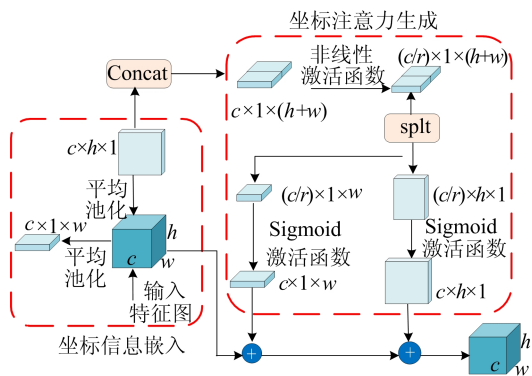 坐标注意力生成
Concat
非线性
激活函数
(c/r)×1×(h+w)
c×1×(h+w)
splt
c×h×1
平均
池化
c×1×w
平均
池化
c
h
w
输入
特征图
坐标信息嵌入
(c/r)×1×w
(c/r)×h×1
Sigmoid
激活函数
Sigmoid
激活函数
c×1×w
c×h×1
+
+
c
h
w